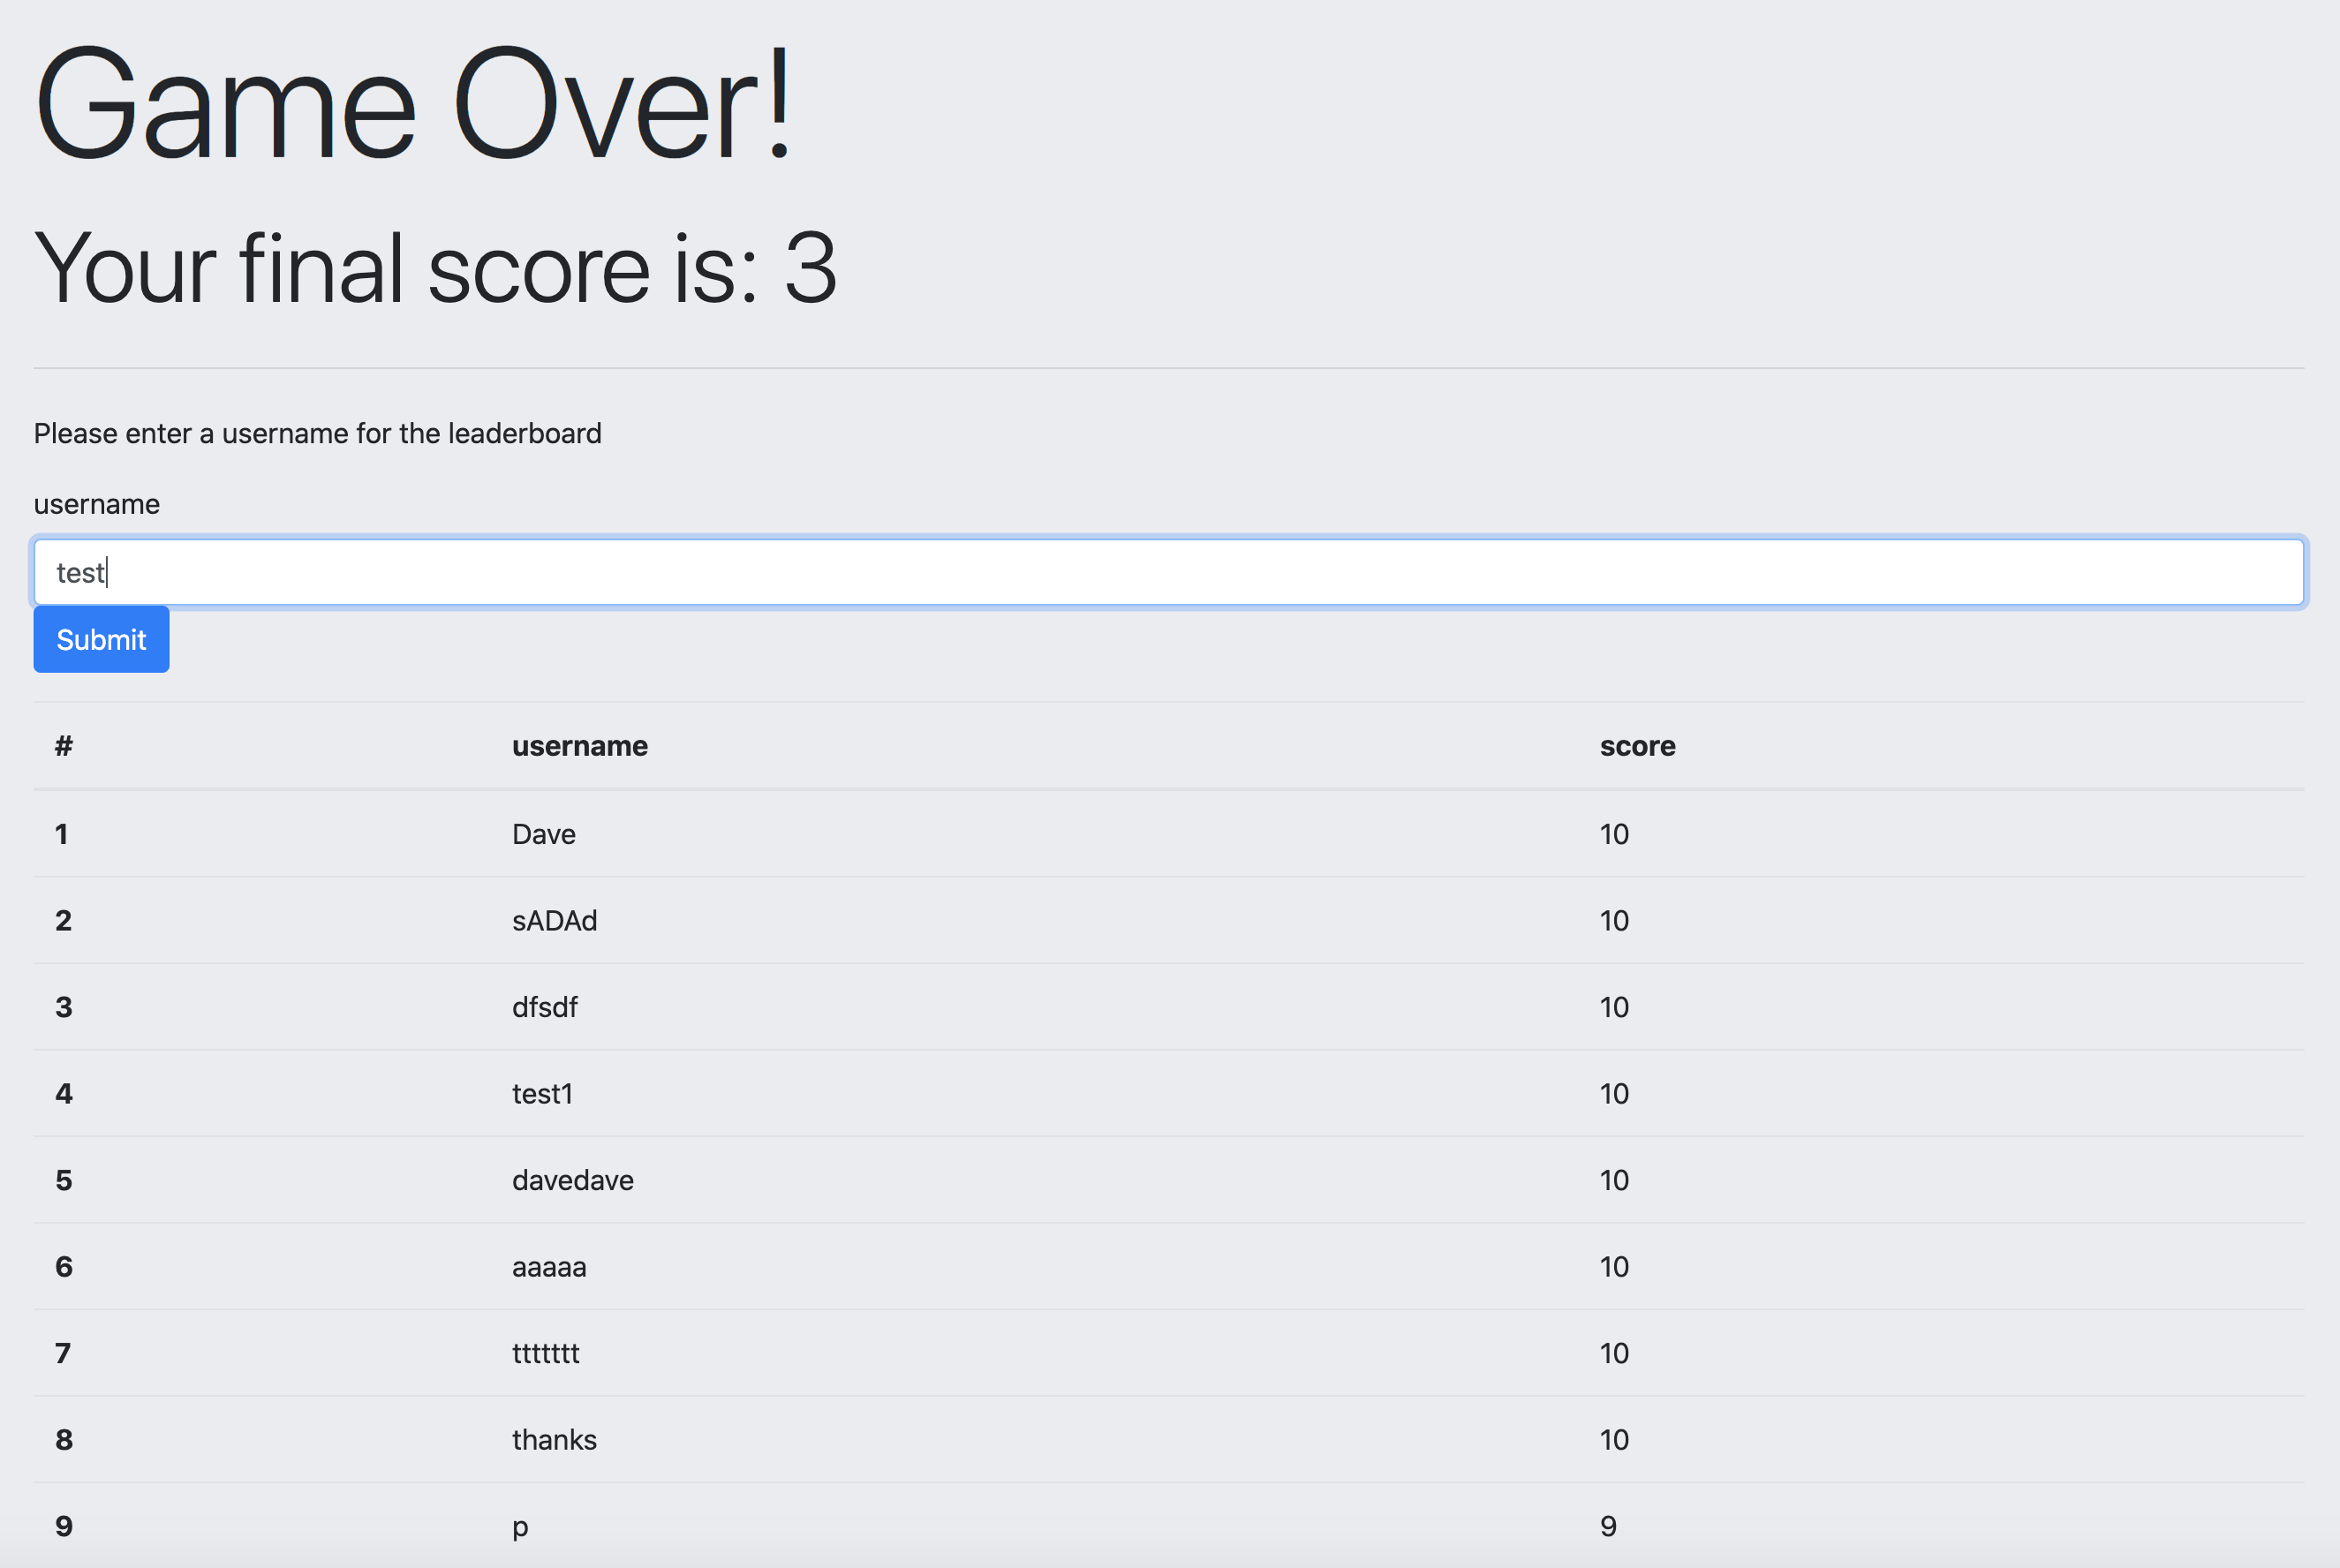 Game Over!
Your final score is: 3
Please enter a username for the leaderboard
username
test
Submit
# username score
1 Dave 10
2 sADAd 10
3 dfsdf 10
4 test1 10
5 davedave 10
6 aaaaa 10
7 ttttttt 10
8 thanks 10
9 p 9